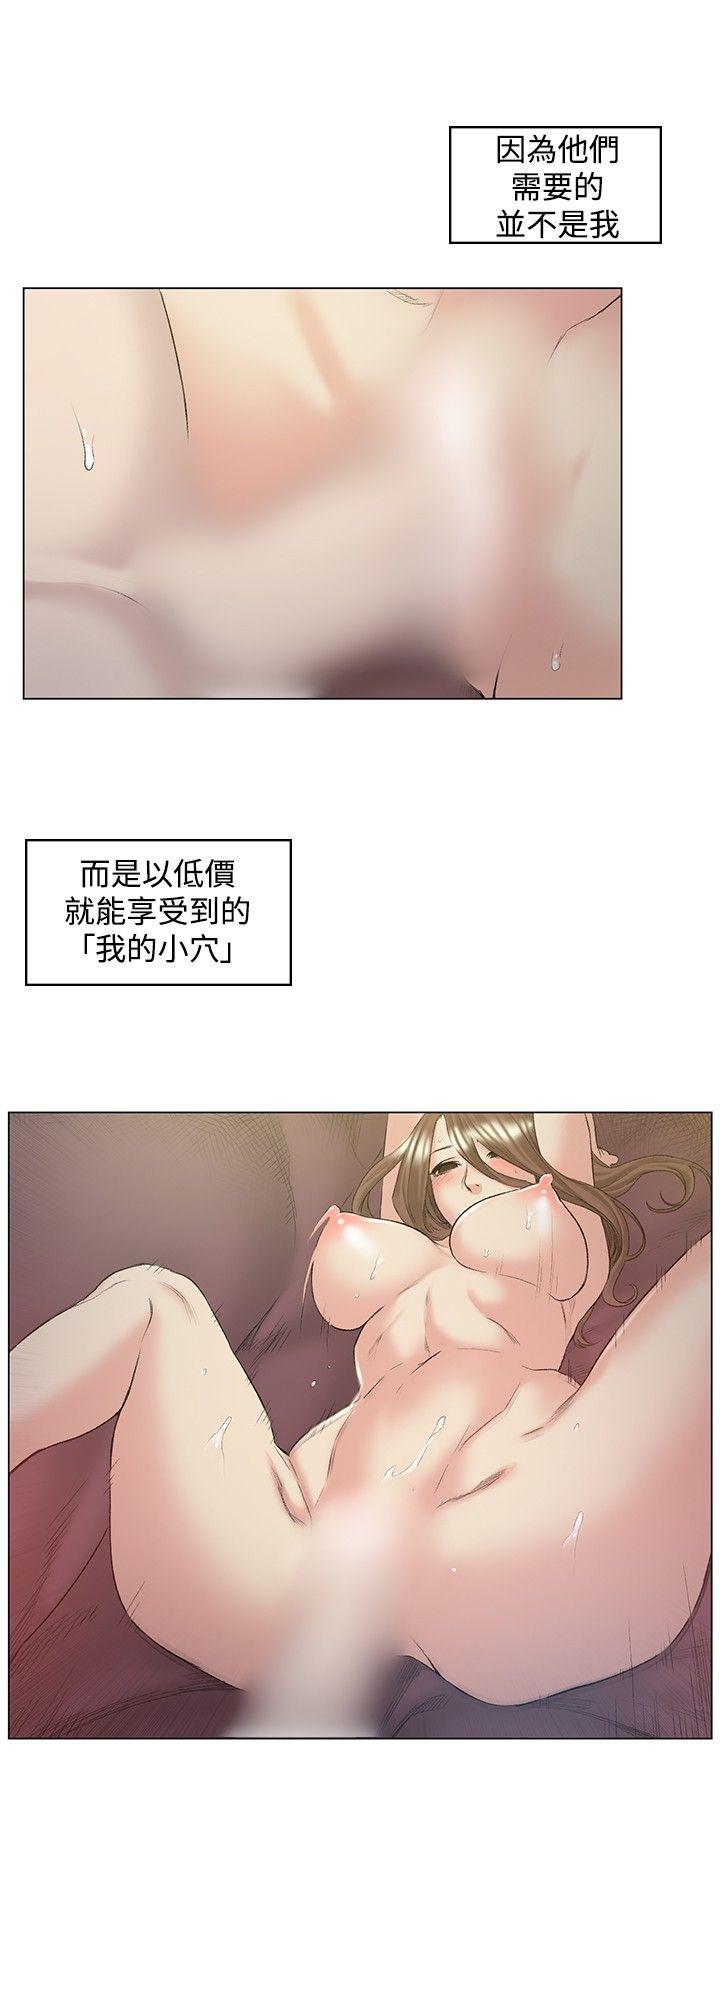 因為他們
需要的
並不是我
而是以低價
就能享受到的
「我的小穴」